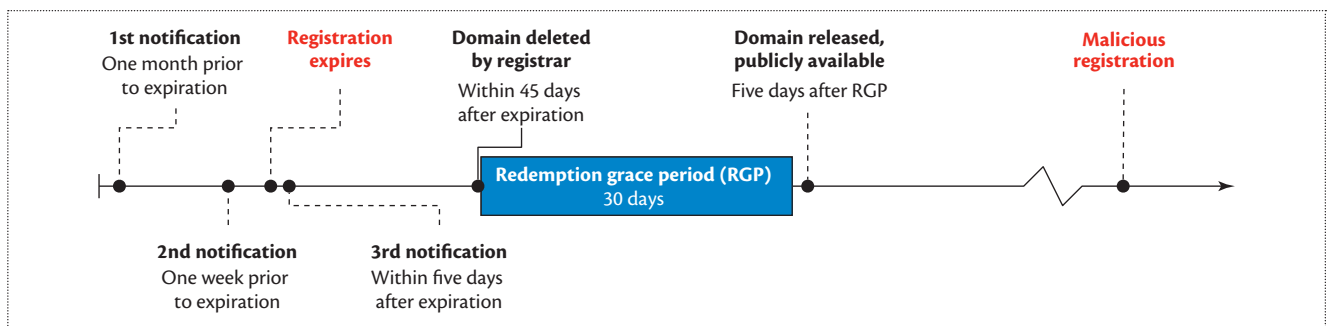 1st notification
One month prior
to expiration
Registration
expires
Domain deleted
by registrar
Within 45 days
after expiration
Domain released,
publicly available
Five days after RGP
Malicious
registration
Redemption grace period (RGP)
30 days
2nd notification
One week prior
to expiration
3rd notification
Within five days
after expiration